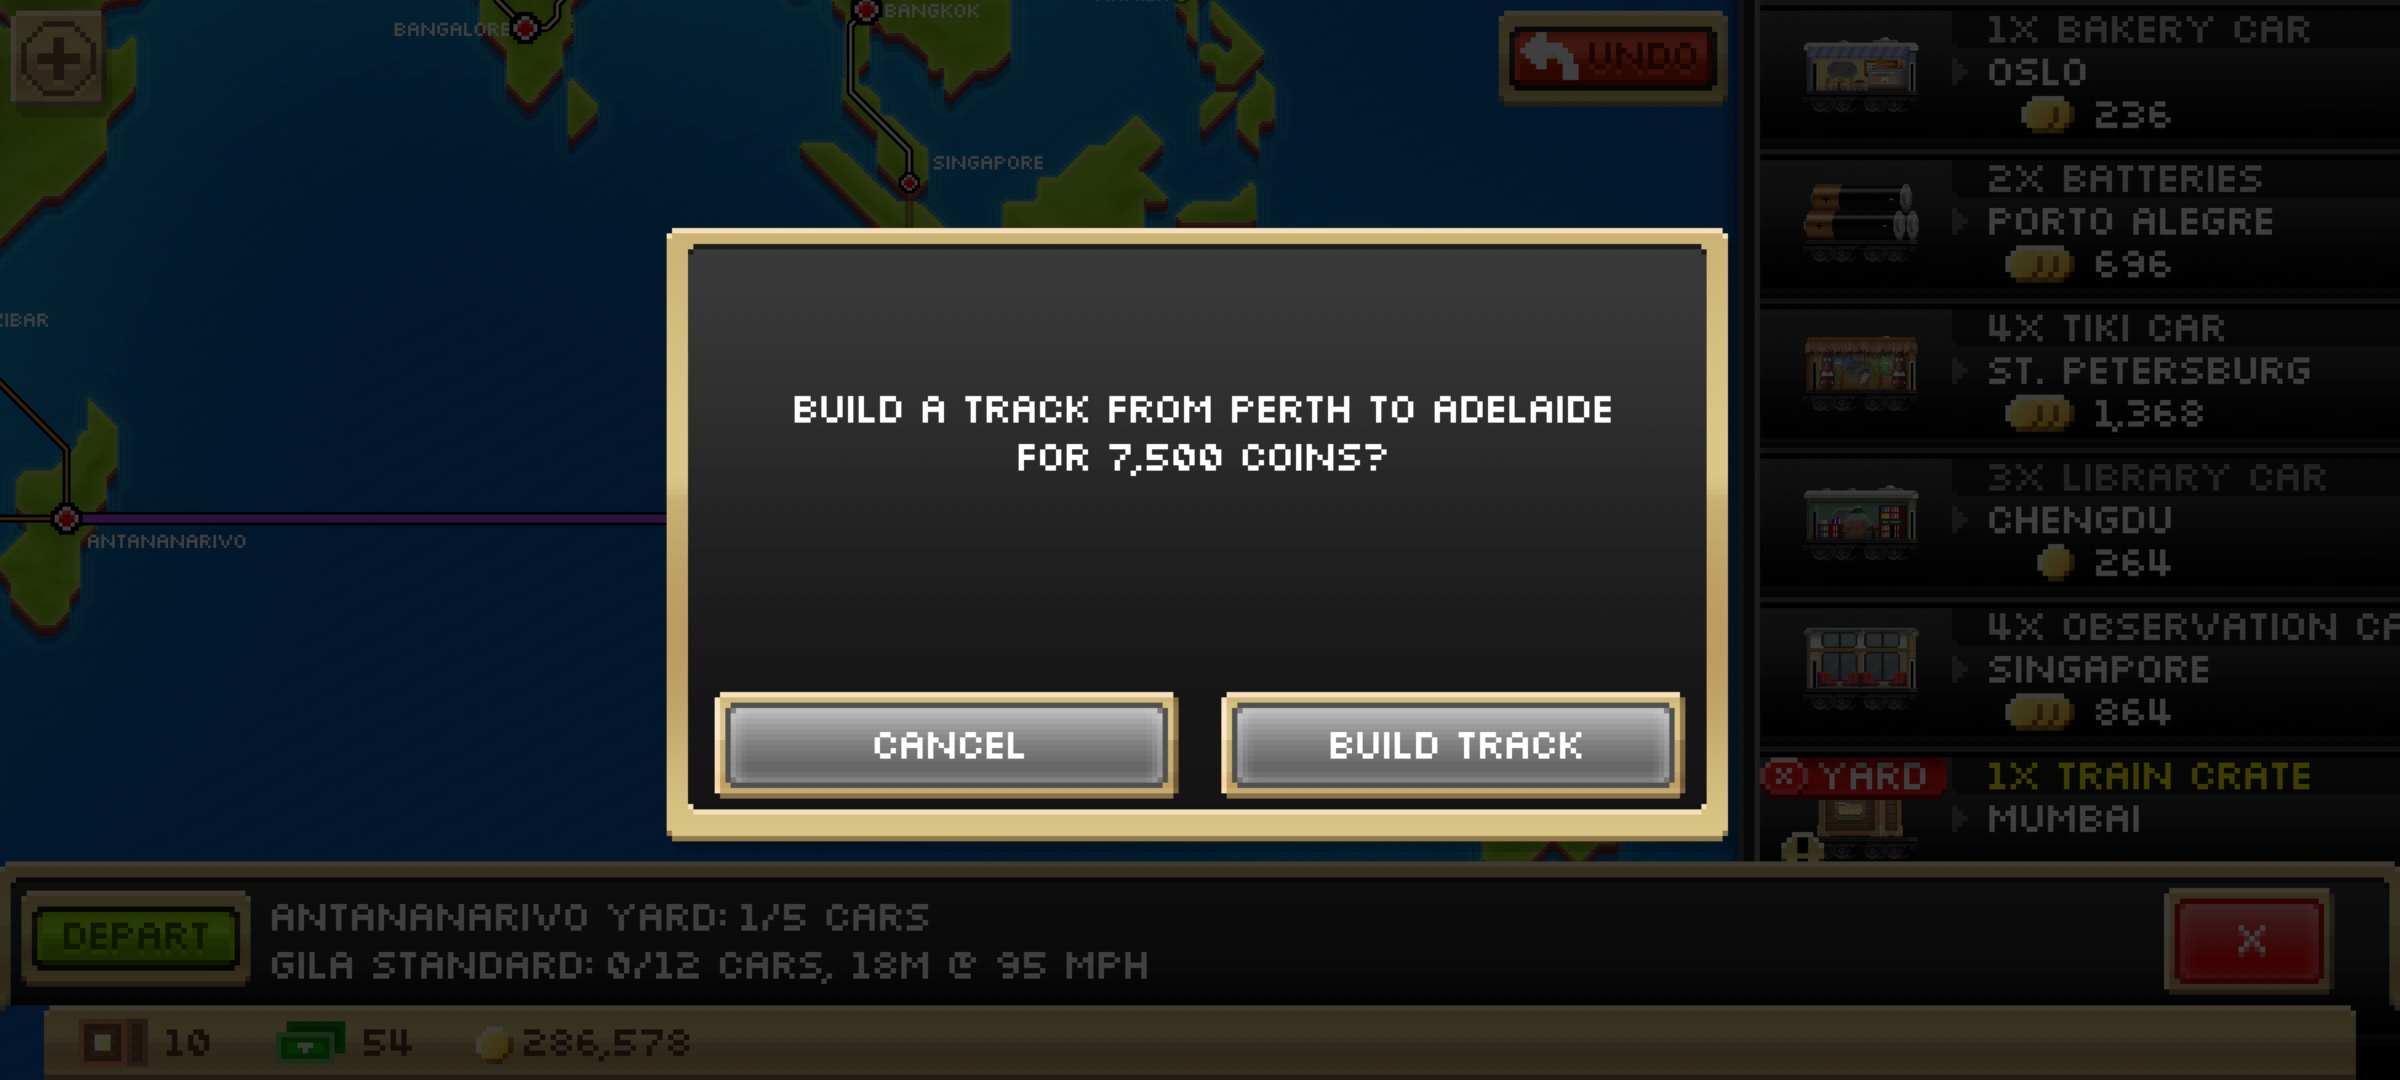 BANGALORE
BANGKOK
UNDO
SINGAPORE
ANTANANARIVO
BUILD A TRACK FROM PERTH TO ADELAIDE
FOR 7,500 COINS?
CANCEL
BUILD TRACK
1X BAKERY CAR
OSLO
236
2X BATTERIES
PORTO ALEGRE
696
4X TIKI CAR
ST. PETERSBURG
1,368
3X LIBRARY CAR
CHENGDU
264
4X OBSERVATION CA
SINGAPORE
864
X YARD
1X TRAIN CRATE
MUMBAI
DEPART
ANTANANARIVO YARD: 1/5 CARS
GILA STANDARD: 0/12 CARS, 18M @ 95 MPH
X
10
54
286,578